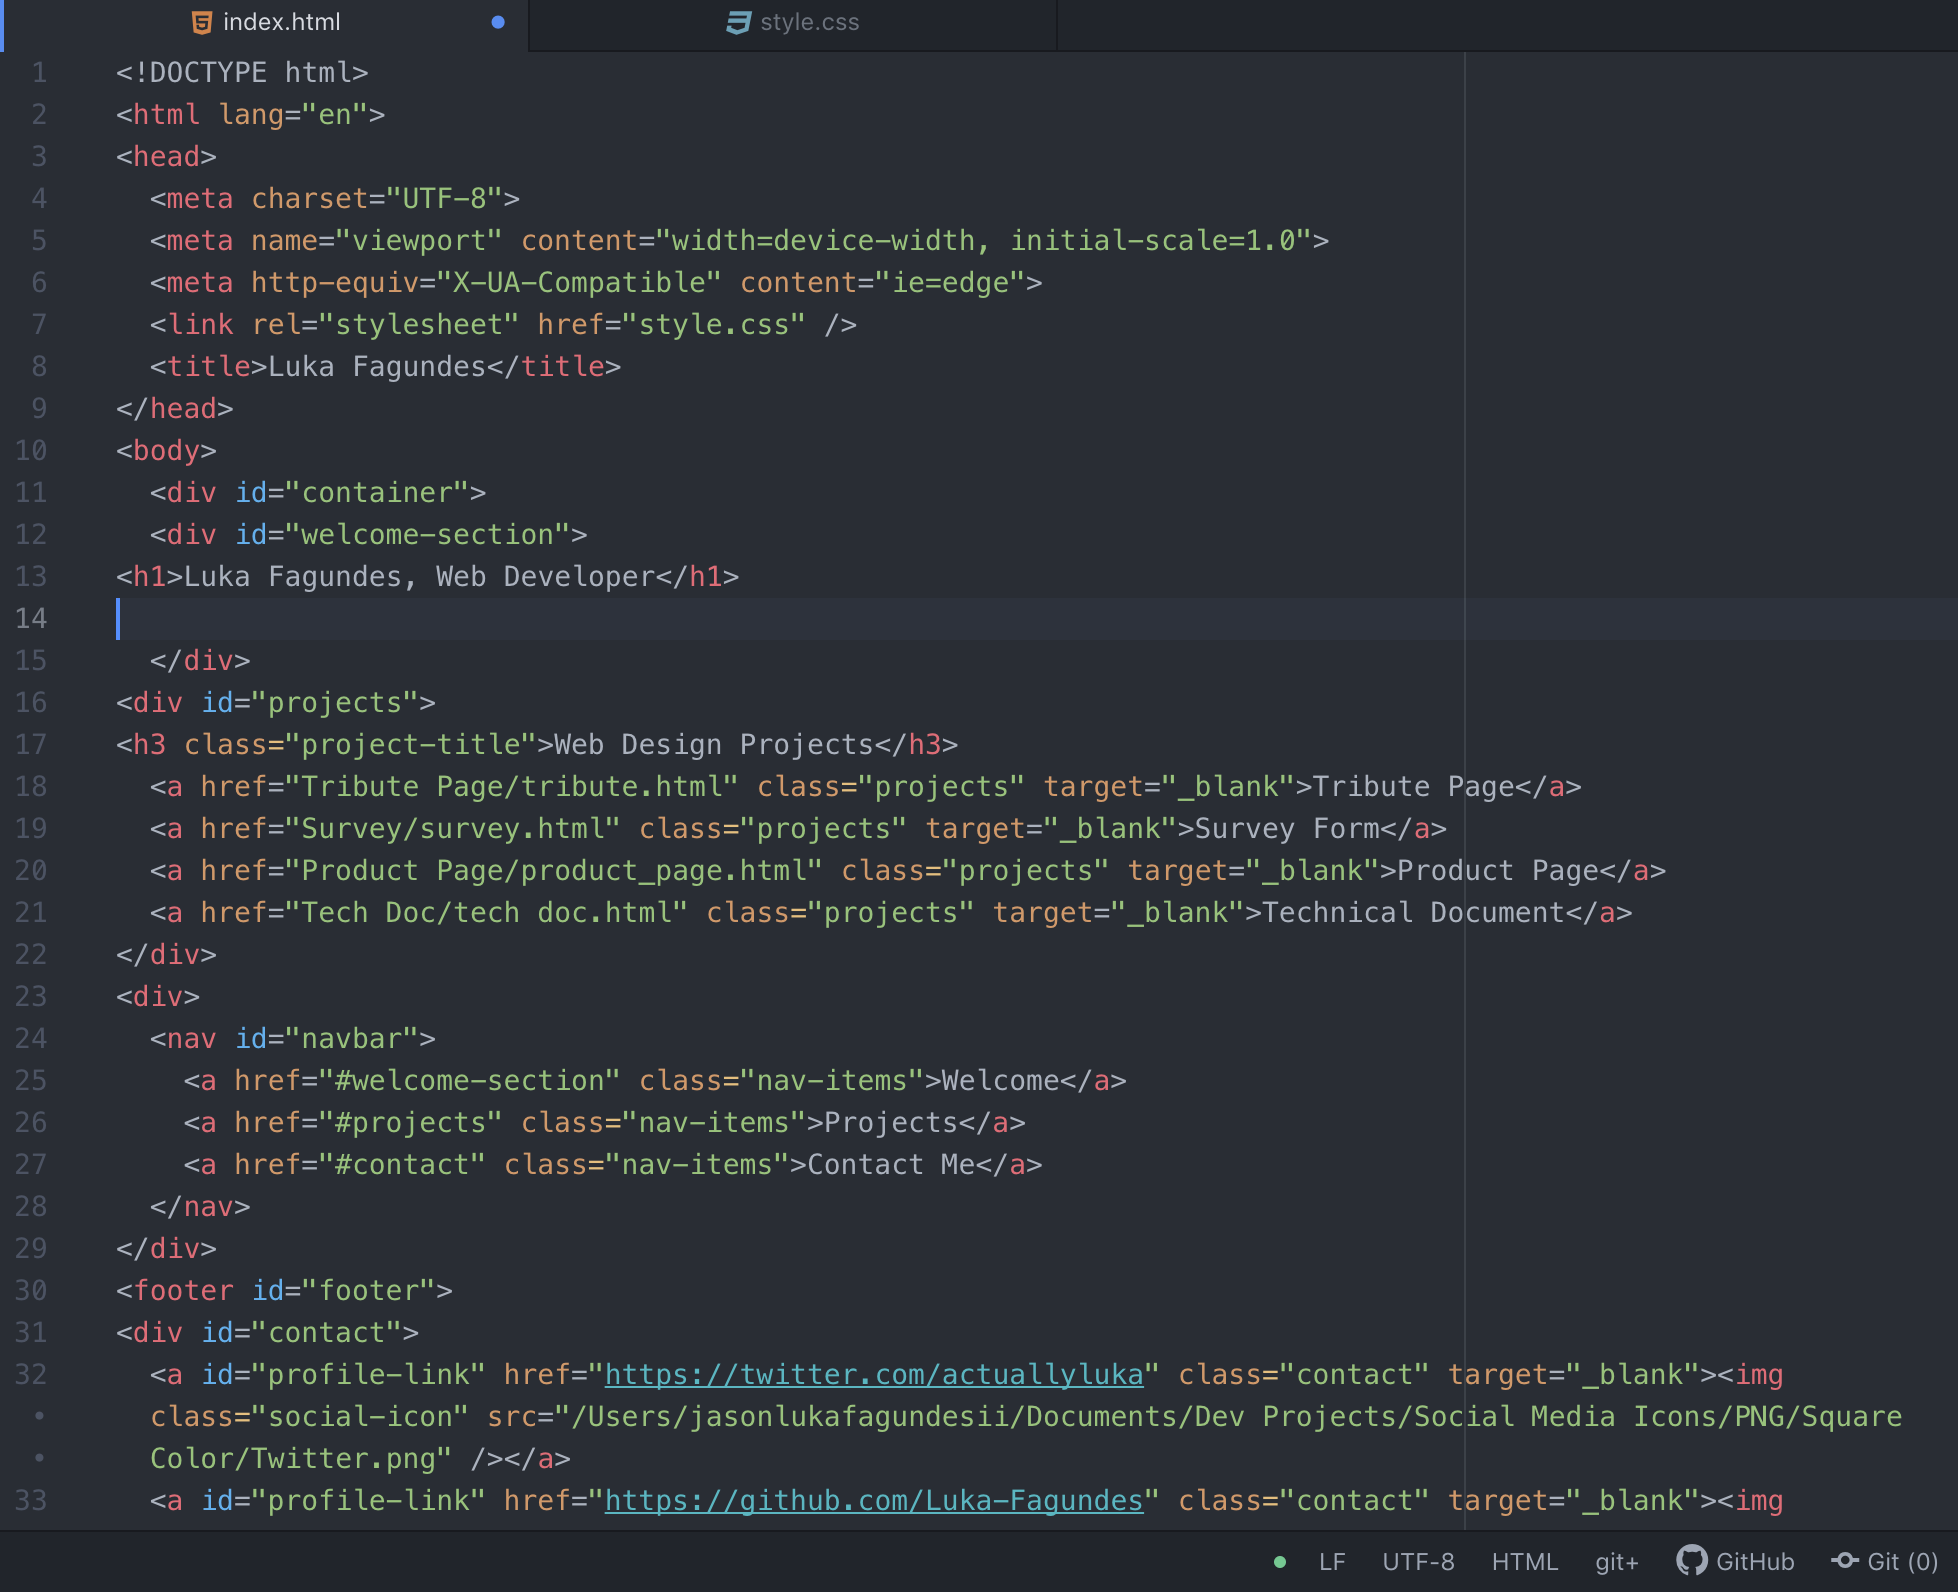 index.html
style.css
1 <!DOCTYPE html>
2 <html lang="en">
3 <head>
4   <meta charset="UTF-8">
5   <meta name="viewport" content="width=device-width, initial-scale=1.0">
6   <meta http-equiv="X-UA-Compatible" content="ie=edge">
7   <link rel="stylesheet" href="style.css" />
8   <title>Luka Fagundes</title>
9 </head>
10 <body>
11   <div id="container">
12   <div id="welcome-section">
13 <h1>Luka Fagundes, Web Developer</h1>
14
15   </div>
16 <div id="projects">
17 <h3 class="project-title">Web Design Projects</h3>
18   <a href="Tribute Page/tribute.html" class="projects" target="_blank">Tribute Page</a>
19   <a href="Survey/survey.html" class="projects" target="_blank">Survey Form</a>
20   <a href="Product Page/product_page.html" class="projects" target="_blank">Product Page</a>
21   <a href="Tech Doc/tech doc.html" class="projects" target="_blank">Technical Document</a>
22 </div>
23 <div>
24   <nav id="navbar">
25     <a href="#welcome-section" class="nav-items">Welcome</a>
26     <a href="#projects" class="nav-items">Projects</a>
27     <a href="#contact" class="nav-items">Contact Me</a>
28   </nav>
29 </div>
30 <footer id="footer">
31 <div id="contact">
32   <a id="profile-link" href="https://twitter.com/actuallyluka" class="contact" target="_blank"><img
•   class="social-icon" src="/Users/jasonlukafagundesii/Documents/Dev Projects/Social Media Icons/PNG/Square
•   Color/Twitter.png" /></a>
33   <a id="profile-link" href="https://github.com/Luka-Fagundes" class="contact" target="_blank"><img
LF UTF-8 HTML git+ GitHub Git (0)